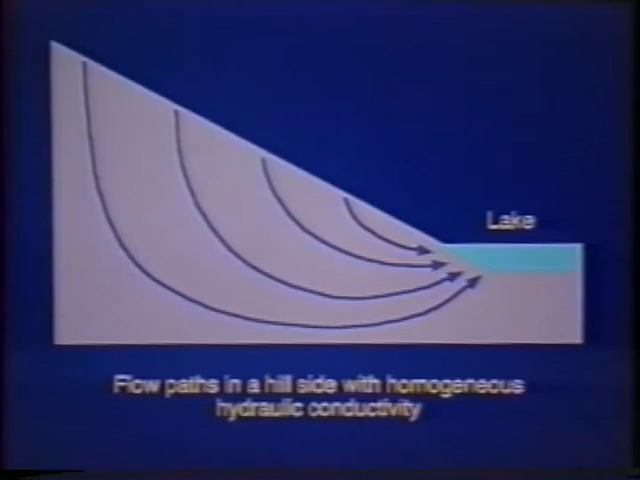 Lake
Flow paths in a hill side with homogeneous
hydraulic conductivity